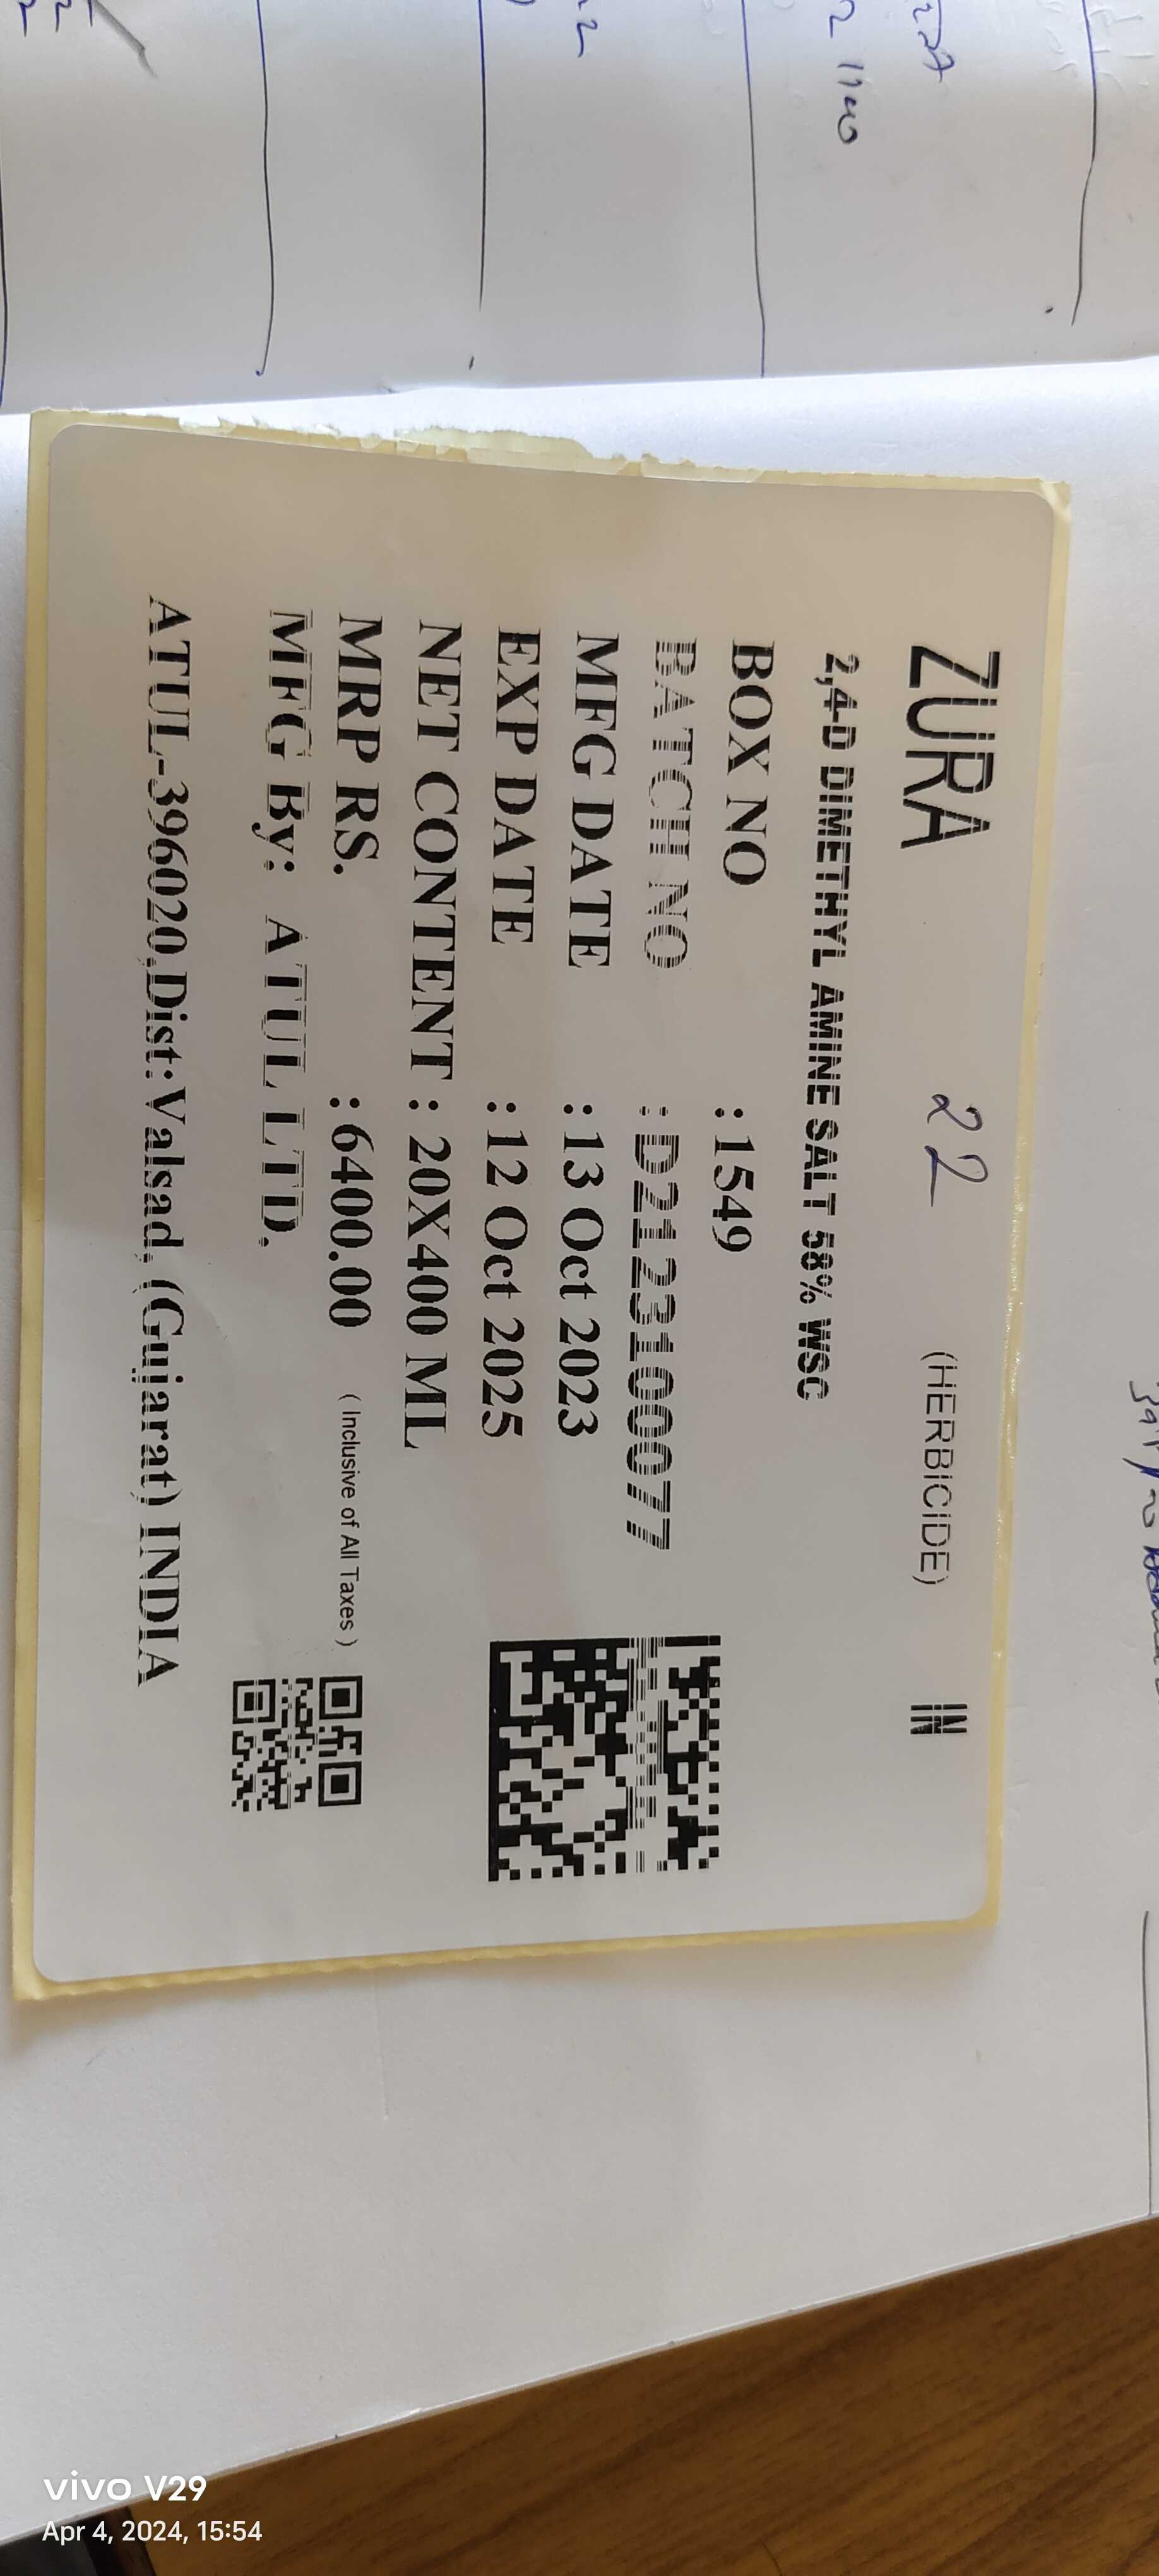 ZURA 22 (HERBICIDE) IN
2,4-D DIMETHYL AMINE SALT 58% WSC
BOX NO : 1549
BATCH NO : D2123100077
MFG DATE : 13 Oct 2023
EXP DATE : 12 Oct 2025
NET CONTENT : 20X400 ML
MRP RS. : 6400.00 ( Inclusive of All Taxes )
MFG By: ATUL LTD.
ATUL-396020,Dist:Valsad, (Gujarat) INDIA
vivo V29
Apr 4, 2024, 15:54